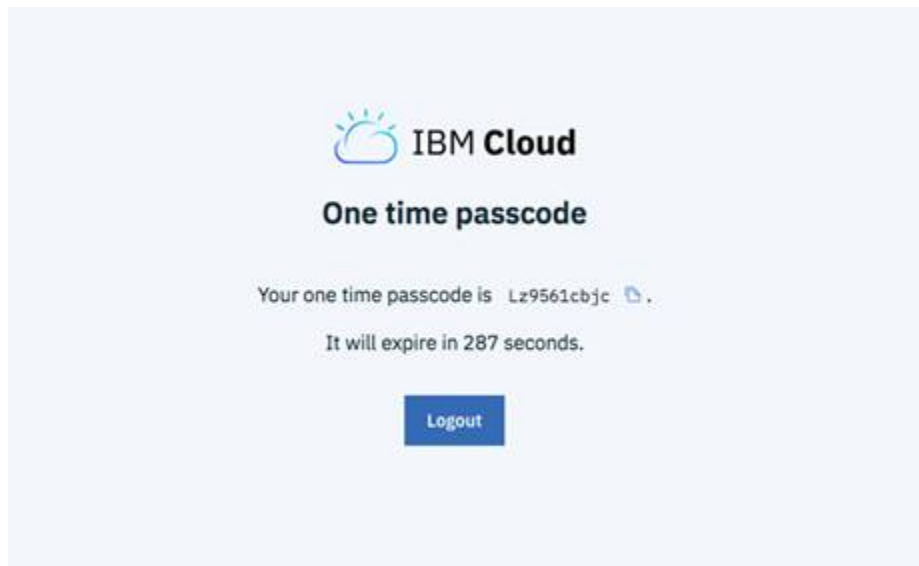 IBM Cloud
One time passcode
Your one time passcode is Lz9561cbjc .
It will expire in 287 seconds.
Logout